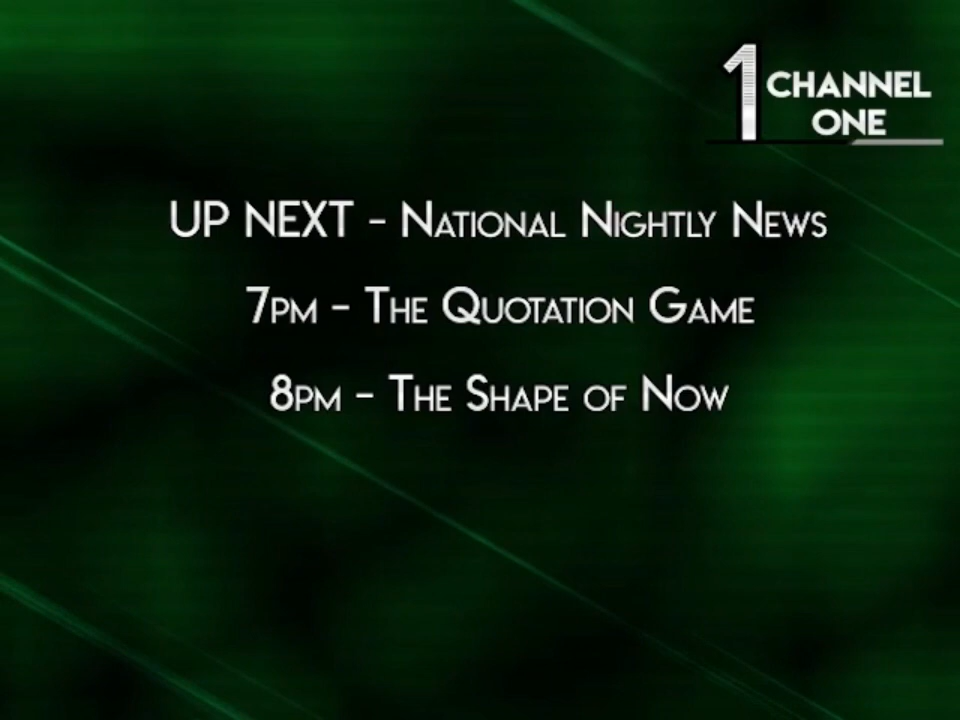 1 CHANNEL
ONE
UP NEXT - NATIONAL NIGHTLY NEWS
7PM - THE QUOTATION GAME
8PM - THE SHAPE OF NOW